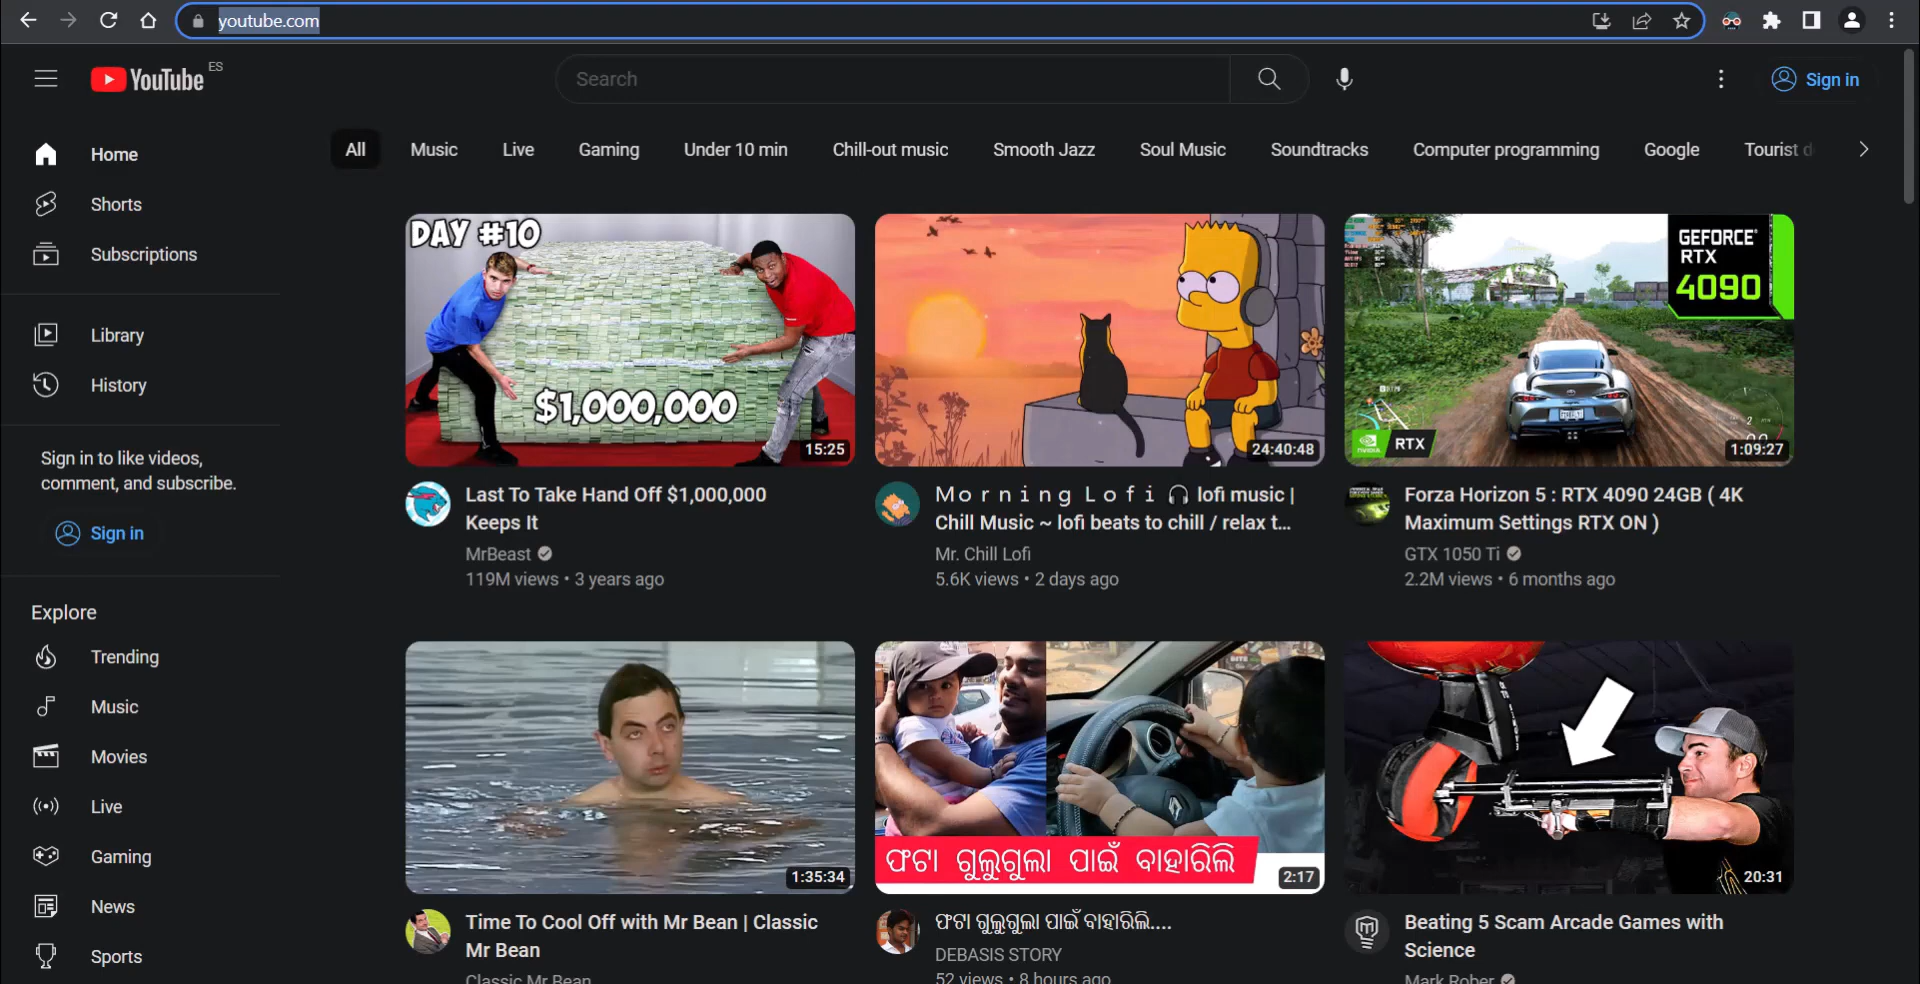 youtube.com
YouTube ES
Search
Sign in
Home
Shorts
Subscriptions
Library
History
Sign in to like videos,
comment, and subscribe.
Sign in
Explore
Trending
Music
Movies
Live
Gaming
News
Sports
All Music Live Gaming Under 10 min Chill-out music Smooth Jazz Soul Music Soundtracks Computer programming Google Tourist d
DAY #10
$1,000,000
15:25
Last To Take Hand Off $1,000,000
Keeps It
MrBeast
119M views • 3 years ago
24:40:48
M o r n i n g  L o f i 🎧 lofi music |
Chill Music ~ lofi beats to chill / relax t...
Mr. Chill Lofi
5.6K views • 2 days ago
GEFORCE
RTX
4090
NVIDIA RTX
1:09:27
Forza Horizon 5 : RTX 4090 24GB ( 4K
Maximum Settings RTX ON )
GTX 1050 Ti
2.2M views • 6 months ago
1:35:34
Time To Cool Off with Mr Bean | Classic
Mr Bean
Classic Mr Bean
ଫଟା ଗୁଲୁଗୁଲା ପାଇଁ ବାହାରିଲି
2:17
ଫଟା ଗୁଲୁଗୁଲା ପାଇଁ ବାହାରିଲି....
DEBASIS STORY
52 views • 8 hours ago
20:31
Beating 5 Scam Arcade Games with
Science
Mark Rober